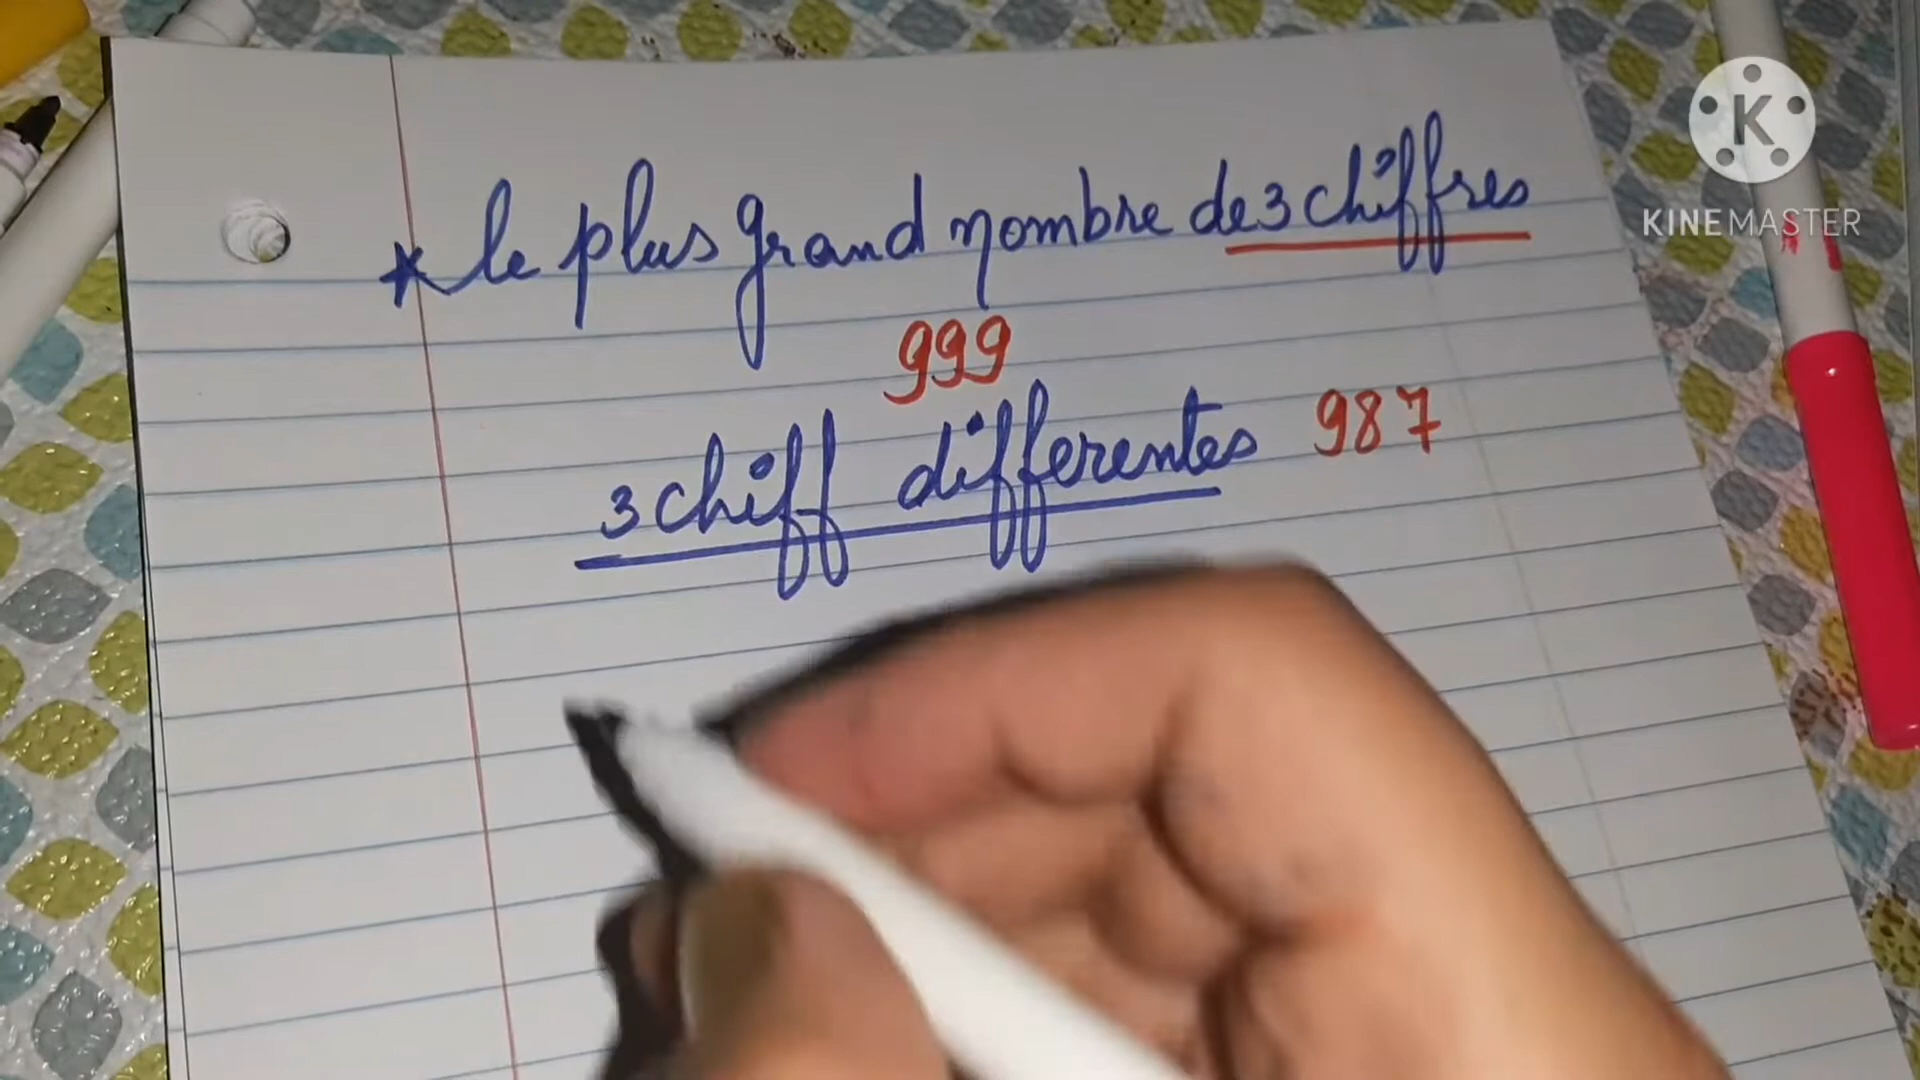 * le plus grand nombre de 3 chiffres
999
3 chiff differentes 987
K
KINEMASTER